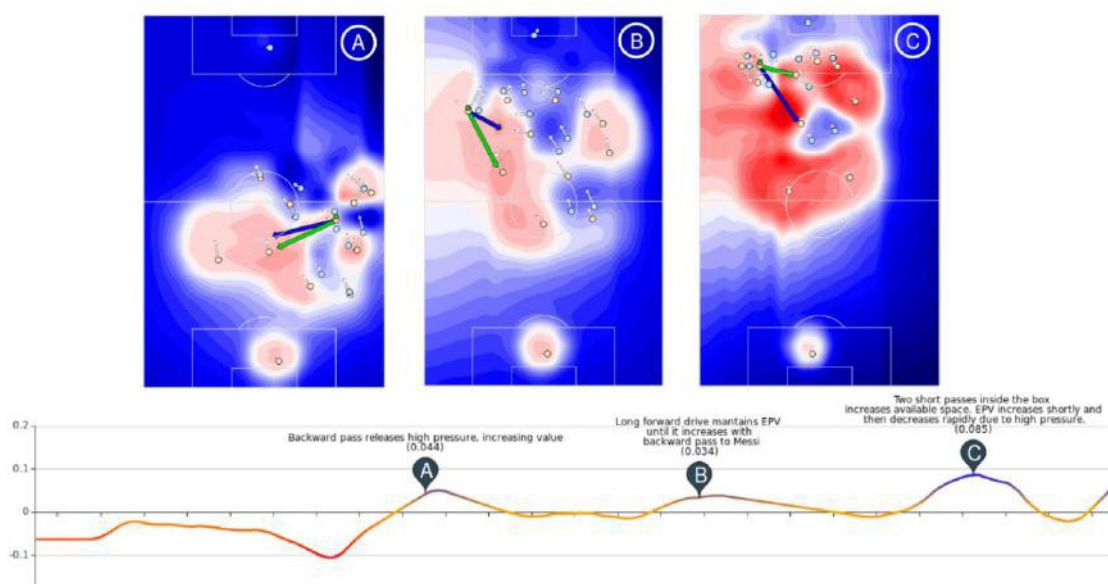 A
B
C
Two short passes inside the box
increases available space. EPV increases shortly and
then decreases rapidly due to high pressure.
(0.085)
Long forward drive mantains EPV
until it increases with
backward pass to Messi
(0.034)
Backward pass releases high pressure, increasing value
(0.044)
A
B
C
0.2
0.1
0
-0.1